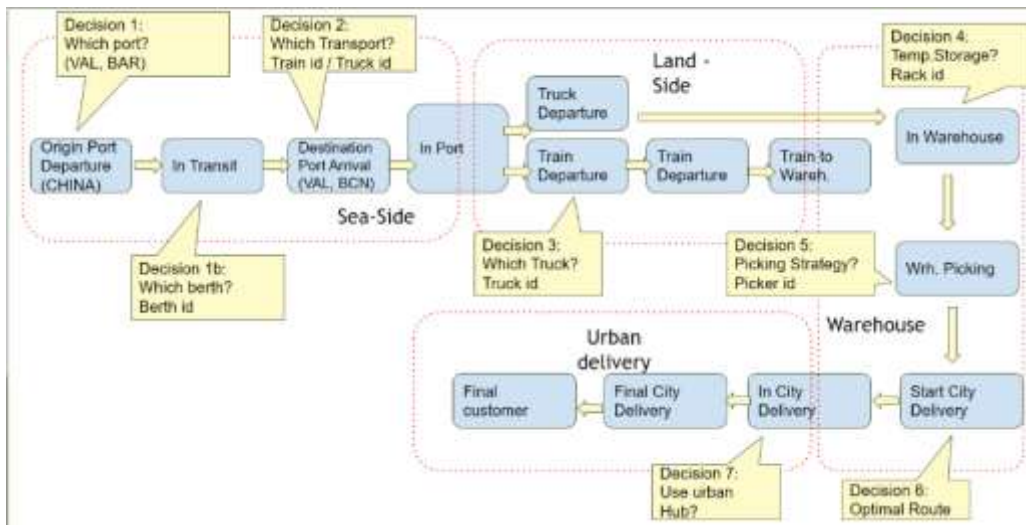 Decision 1:
Which port?
(VAL, BAR)
Decision 2:
Which Transport?
Train id / Truck id
Land -
Side
Decision 4:
Temp.Storage?
Rack id
Truck
Departure
Origin Port
Departure
(CHINA)
In Transit
Destination
Port Arrival
(VAL, BCN)
In Port
Train
Departure
Train
Departure
Train to
Wareh.
In Warehouse
Sea-Side
Decision 1b:
Which berth?
Berth id
Decision 3:
Which Truck?
Truck id
Decision 5:
Picking Strategy?
Picker id
Wrh. Picking
Urban
delivery
Warehouse
Final
customer
Final City
Delivery
In City
Delivery
Start City
Delivery
Decision 7:
Use urban
Hub?
Decision 6:
Optimal Route